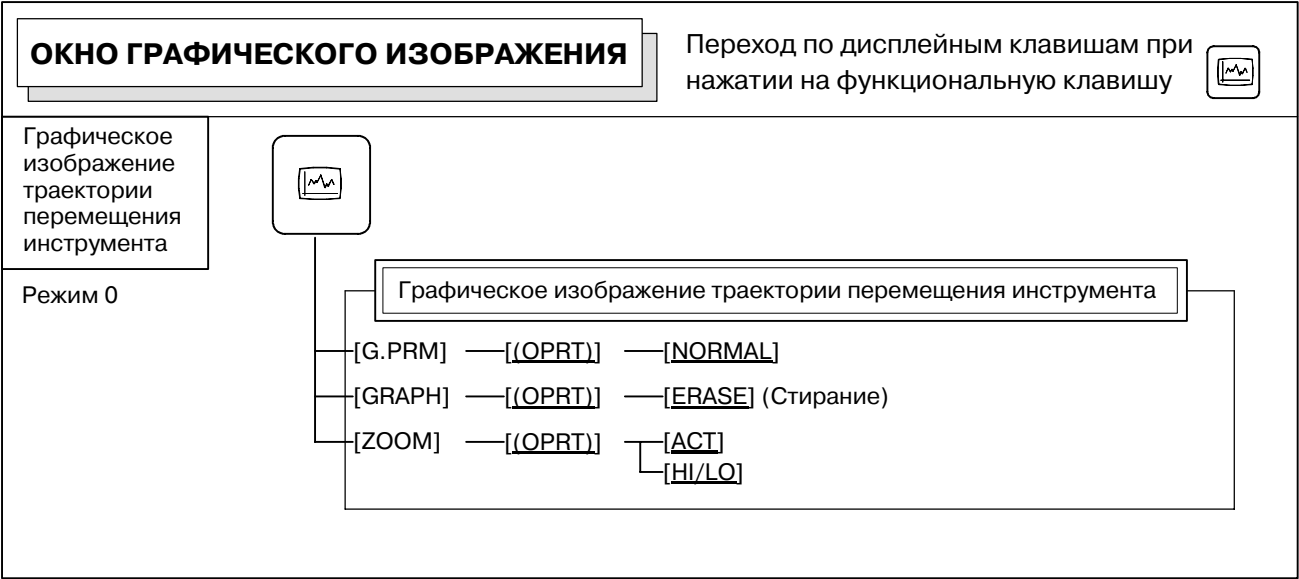 ОКНО ГРАФИЧЕСКОГО ИЗОБРАЖЕНИЯ
Переход по дисплейным клавишам при
нажатии на функциональную клавишу
Графическое
изображение
траектории
перемещения
инструмента
Режим 0
Графическое изображение траектории перемещения инструмента
[G.PRM] [(OPRT)] [NORMAL]
[GRAPH] [(OPRT)] [ERASE] (Стирание)
[ZOOM] [(OPRT)] [ACT]
[HI/LO]